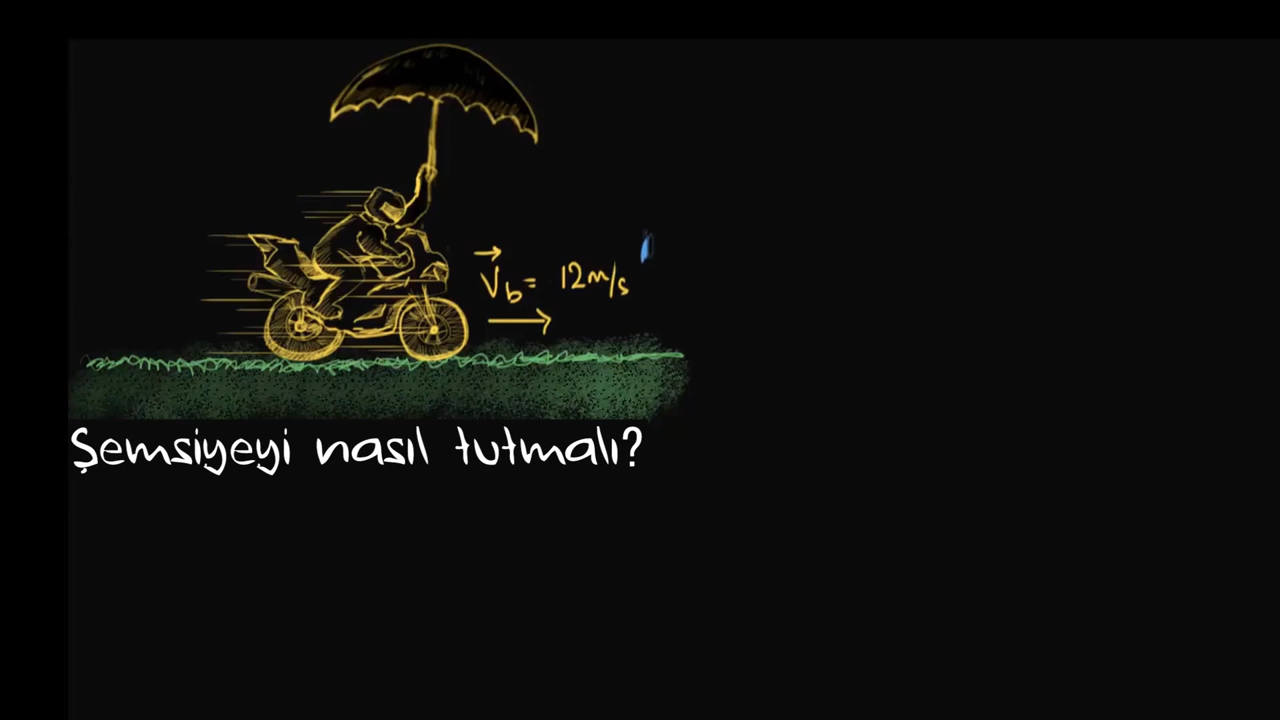 V⃗b = 12m/s
Şemsiyeyi nasıl tutmalı?